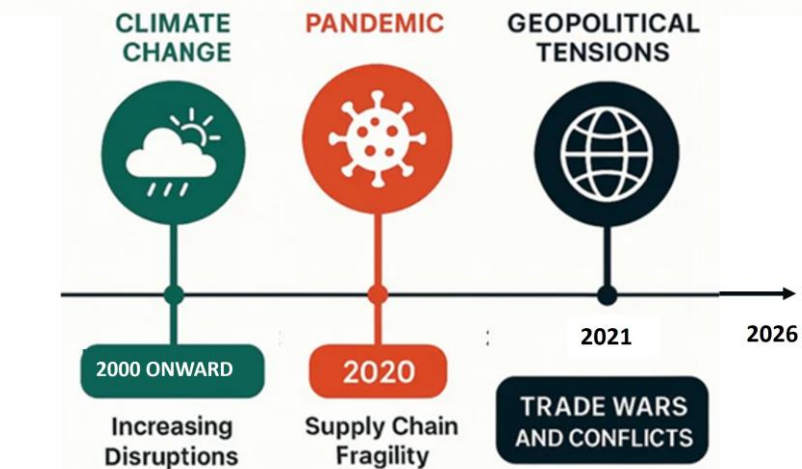 CLIMATE
CHANGE
PANDEMIC
GEOPOLITICAL
TENSIONS
2000 ONWARD
Increasing
Disruptions
2020
Supply Chain
Fragility
2021
TRADE WARS
AND CONFLICTS
2026